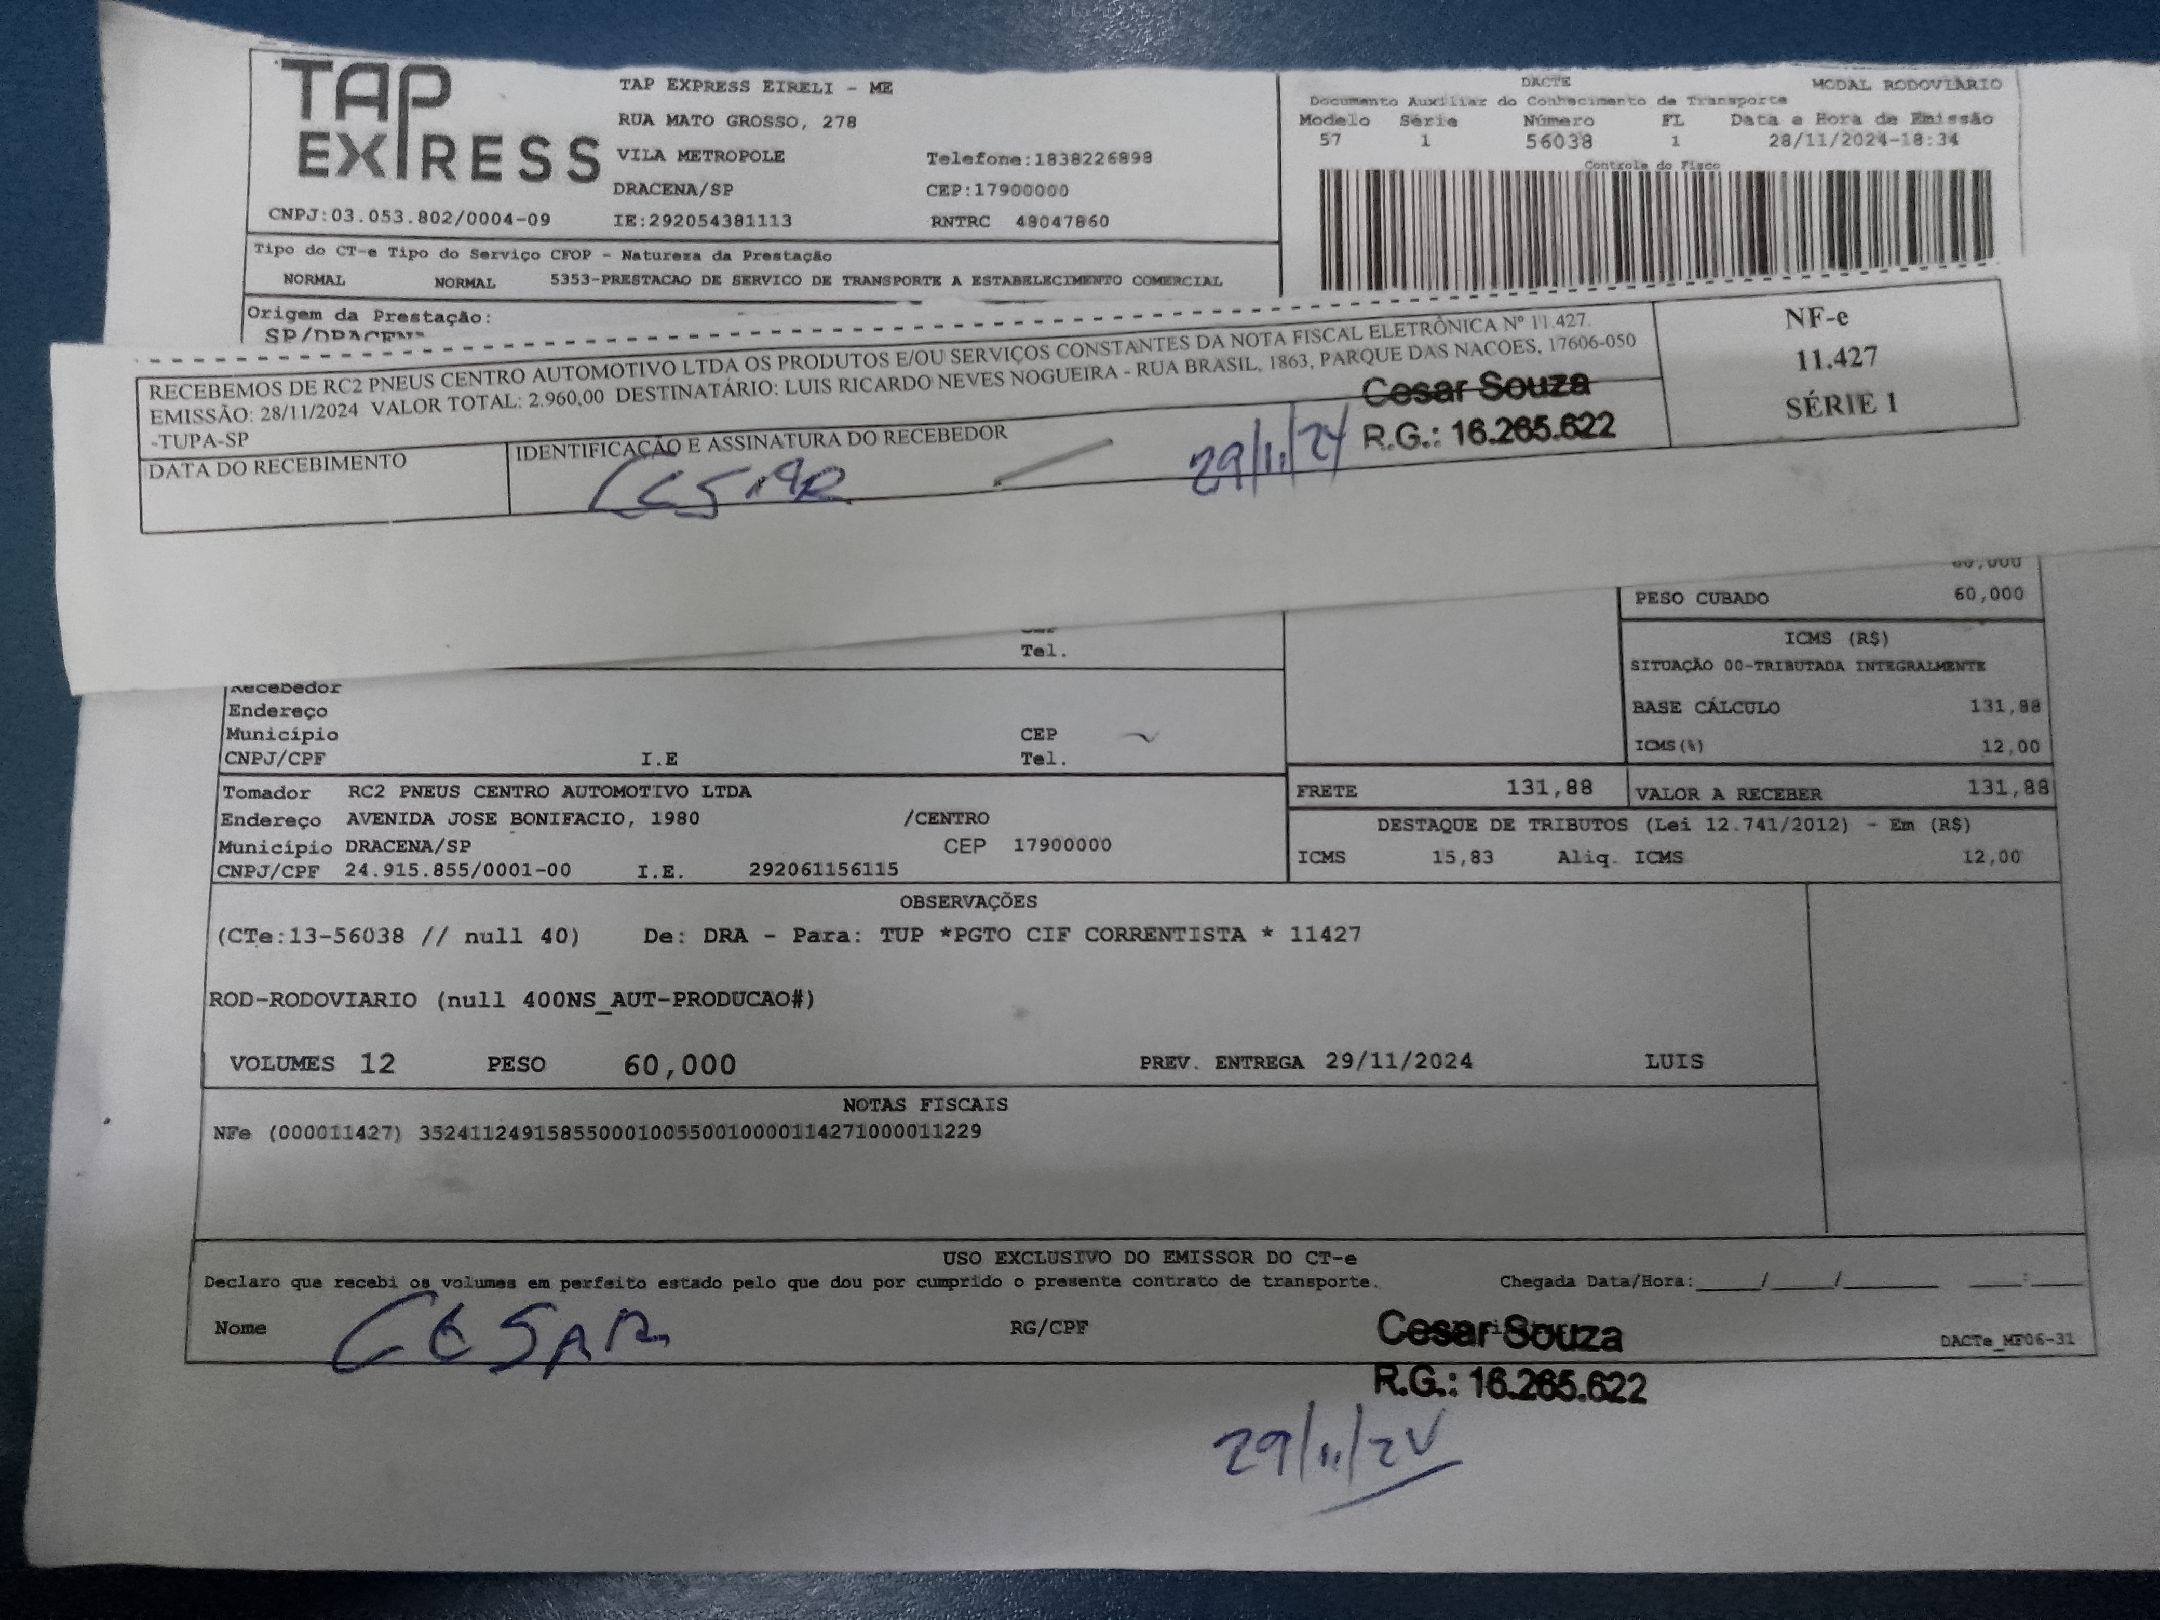 TAP EXPRESS
TAP EXPRESS EIRELI - ME
RUA MATO GROSSO, 278
VILA METROPOLE Telefone:1838226898
DRACENA/SP CEP:17900000
CNPJ:03.053.802/0004-09 IE:292054381113 RNTRC 48047860
DACTE MODAL RODOVIÁRIO
Documento Auxiliar do Conhecimento de Transporte
Modelo Série Número FL Data e Hora de Emissão
57 1 56038 1 28/11/2024-18:34
Controle do Fisco
Tipo do CT-e Tipo do Serviço CFOP - Natureza da Prestação
NORMAL NORMAL 5353-PRESTACAO DE SERVICO DE TRANSPORTE A ESTABELECIMENTO COMERCIAL
Origem da Prestação:
SP/DRACENA
RECEBEMOS DE RC2 PNEUS CENTRO AUTOMOTIVO LTDA OS PRODUTOS E/OU SERVIÇOS CONSTANTES DA NOTA FISCAL ELETRÔNICA Nº 11.427.
EMISSÃO: 28/11/2024 VALOR TOTAL: 2.960,00 DESTINATÁRIO: LUIS RICARDO NEVES NOGUEIRA - RUA BRASIL, 1863, PARQUE DAS NACOES, 17606-050
-TUPA-SP
DATA DO RECEBIMENTO
IDENTIFICAÇÃO E ASSINATURA DO RECEBEDOR
CESAR 29/11/24
Cesar Souza
R.G.: 16.265.622
NF-e
11.427
SÉRIE 1
60,000
PESO CUBADO 60,000
Tel.
ICMS (R$)
SITUAÇÃO 00-TRIBUTADA INTEGRALMENTE
BASE CÁLCULO 131,88
ICMS(%) 12,00
Recebedor
Endereço
Município CEP
CNPJ/CPF I.E Tel.
FRETE 131,88 VALOR A RECEBER 131,88
Tomador RC2 PNEUS CENTRO AUTOMOTIVO LTDA
Endereço AVENIDA JOSE BONIFACIO, 1980 /CENTRO
Município DRACENA/SP CEP 17900000
CNPJ/CPF 24.915.855/0001-00 I.E. 292061156115
DESTAQUE DE TRIBUTOS (Lei 12.741/2012) - Em (R$)
ICMS 15,83 Aliq. ICMS 12,00
OBSERVAÇÕES
(CTe:13-56038 // null 40) De: DRA - Para: TUP *PGTO CIF CORRENTISTA * 11427
ROD-RODOVIARIO (null 400NS_AUT-PRODUCAO#)
VOLUMES 12 PESO 60,000 PREV. ENTREGA 29/11/2024 LUIS
NOTAS FISCAIS
NFe (000011427) 35241124915855000100550010000114271000011229
USO EXCLUSIVO DO EMISSOR DO CT-e
Declaro que recebi os volumes em perfeito estado pelo que dou por cumprido o presente contrato de transporte. Chegada Data/Hora:_____/_____/_______ ____:____
Nome CESAR RG/CPF
Cesar Souza
R.G.: 16.265.622
DACTe_MF06-31
29/11/24